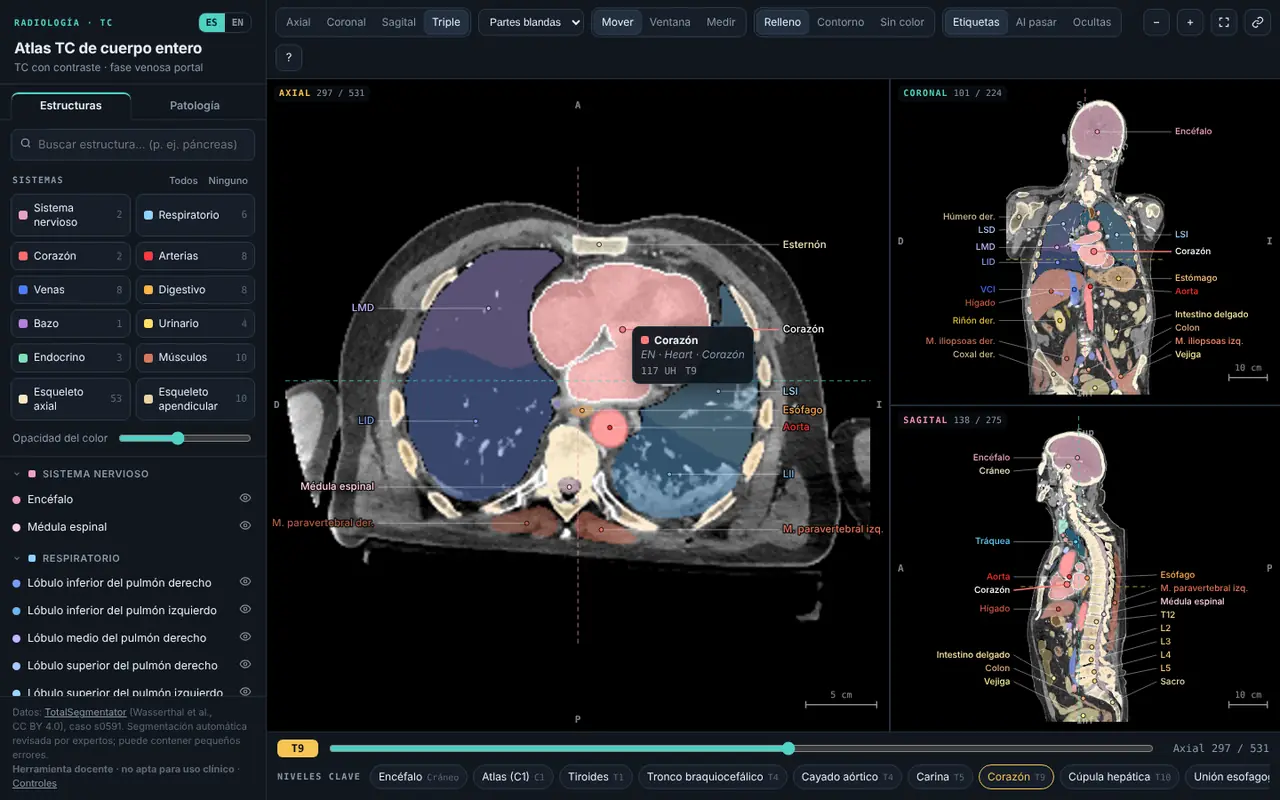 RADIOLOGÍA · TC
ES EN
Atlas TC de cuerpo entero
TC con contraste · fase venosa portal
Estructuras Patología
Buscar estructura... (p. ej. páncreas)
SISTEMAS Todos Ninguno
Sistema nervioso 2
Respiratorio 6
Corazón 2
Arterias 8
Venas 8
Digestivo 8
Bazo 1
Urinario 4
Endocrino 3
Músculos 10
Esqueleto axial 53
Esqueleto apendicular 10
Opacidad del color
SISTEMA NERVIOSO
Encéfalo
Médula espinal
RESPIRATORIO
Lóbulo inferior del pulmón derecho
Lóbulo inferior del pulmón izquierdo
Lóbulo medio del pulmón derecho
Lóbulo superior del pulmón derecho
Lóbulo superior del pulmón izquierdo
Datos: TotalSegmentator (Wasserthal et al.,
CC BY 4.0), caso s0591. Segmentación automática
revisada por expertos; puede contener pequeños
errores.
Herramienta docente · no apta para uso clínico ·
Controles
Axial Coronal Sagital Triple
Partes blandas
Mover Ventana Medir
Relleno Contorno Sin color
Etiquetas Al pasar Ocultas
− +
?
AXIAL 297 / 531
A
D
I
P
Esternón
LMD
Corazón
Corazón
EN · Heart · Corazón
117 UH T9
LSI
Esófago
LID
Aorta
LII
Médula espinal
M. paravertebral der.
M. paravertebral izq.
5 cm
CORONAL 101 / 224
D
I
Encéfalo
Húmero der.
LSD
LSI
LMD
Corazón
LID
Estómago
VCI
Aorta
Hígado
Intestino delgado
Riñón der.
Colon
M. iliopsoas der.
M. iliopsoas izq.
Coxal der.
Vejiga
10 cm
SAGITAL 138 / 275
Sup
A
P
Encéfalo
Cráneo
Tráquea
Aorta
Esófago
Corazón
M. paravertebral izq.
Médula espinal
Hígado
T12
L2
L3
Intestino delgado
L4
Colon
L5
Vejiga
Sacro
10 cm
T9
Axial 297 / 531
NIVELES CLAVE
Encéfalo Cráneo
Atlas (C1) C1
Tiroides T1
Tronco braquiocefálico T4
Cayado aórtico T4
Carina T5
Corazón T9
Cúpula hepática T10
Unión esofagog